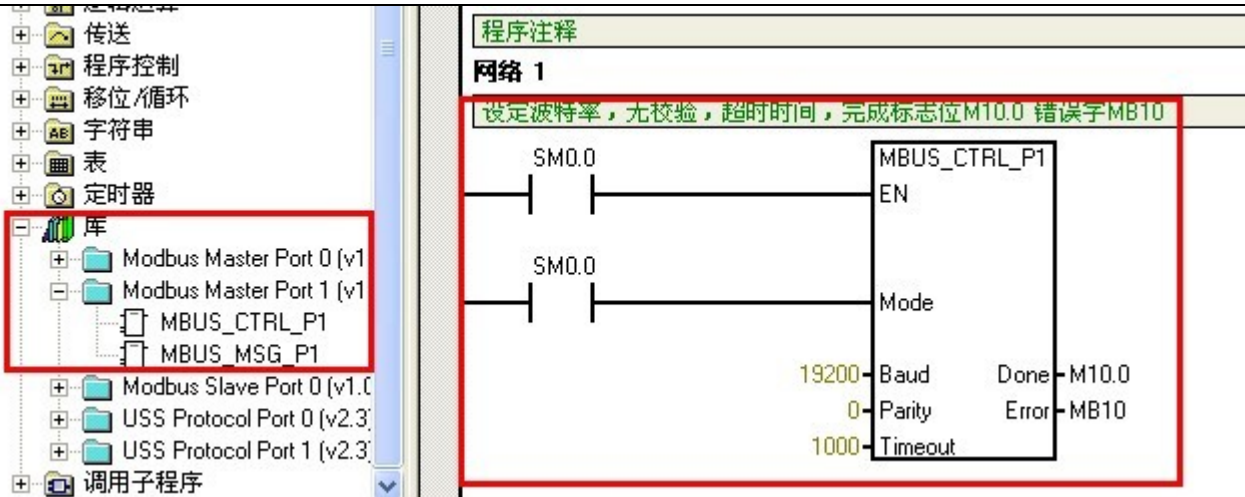 传送
程序控制
移位/循环
字符串
表
定时器
库
Modbus Master Port 0 (v1
Modbus Master Port 1 (v1
MBUS_CTRL_P1
MBUS_MSG_P1
Modbus Slave Port 0 (v1.0
USS Protocol Port 0 (v2.3)
USS Protocol Port 1 (v2.3)
调用子程序
程序注释
网络 1
设定波特率，无校验，超时时间，完成标志位M10.0 错误字MB10
SM0.0
MBUS_CTRL_P1
EN
SM0.0
Mode
19200 Baud Done M10.0
0 Parity Error MB10
1000 Timeout